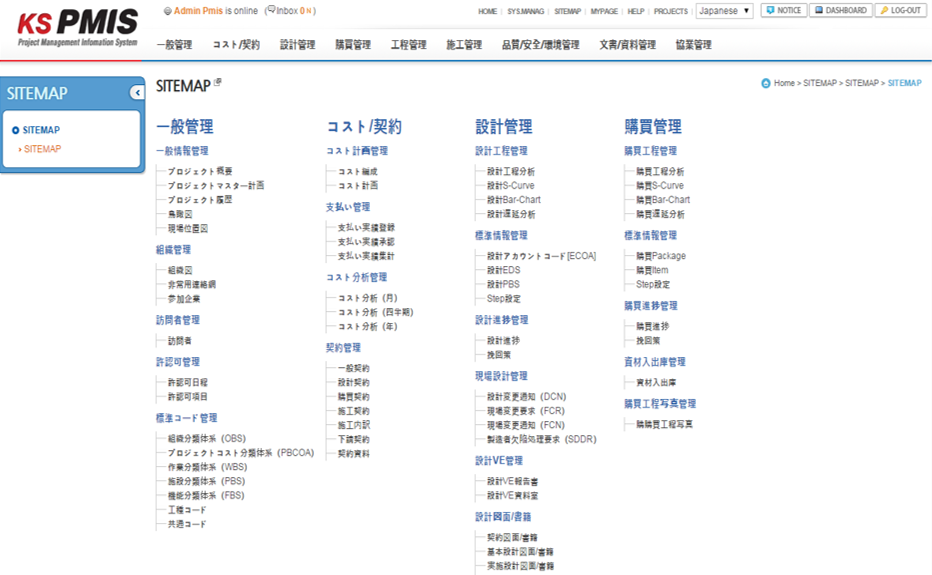 KS PMIS
Project Management Infomation System
Admin Pmis is online ( Inbox 0 N )
HOME | SYS.MANAG | SITEMAP | MYPAGE | HELP | PROJECTS | Japanese ▼ NOTICE DASHBOARD LOG-OUT
一般管理 コスト/契約 設計管理 購買管理 工程管理 施工管理 品質/安全/環境管理 文書/資料管理 協業管理
SITEMAP
SITEMAP
SITEMAP
SITEMAP
Home > SITEMAP > SITEMAP > SITEMAP
一般管理
一般情報管理
プロジェクト概要
プロジェクトマスター計画
プロジェクト履歴
鳥瞰図
現場位置図
組織管理
組織図
非常用連絡網
参加企業
訪問者管理
訪問者
許認可管理
許認可日程
許認可項目
標準コード管理
組織分類体系 (OBS)
プロジェクトコスト分類体系 (PBCOA)
作業分類体系 (WBS)
施設分類体系 (PBS)
機能分類体系 (FBS)
工種コード
共通コード
コスト/契約
コスト計画管理
コスト編成
コスト計画
支払い管理
支払い実績登録
支払い実績承認
支払い実績集計
コスト分析管理
コスト分析 (月)
コスト分析 (四半期)
コスト分析 (年)
契約管理
一般契約
設計契約
購買契約
施工契約
施工内訳
下請契約
契約資料
設計管理
設計工程管理
設計工程分析
設計S-Curve
設計Bar-Chart
設計遅延分析
標準情報管理
設計アカウントコード[ECOA]
設計EDS
設計PBS
Step設定
設計進捗管理
設計進捗
挽回策
現場設計管理
設計変更通知 (DCN)
現場変更要求 (FCR)
現場変更通知 (FCN)
製造者欠陥処理要求 (SDDR)
設計VE管理
設計VE報告書
設計VE資料室
設計図面/書籍
契約図面/書籍
基本設計図面/書籍
実施設計図面/書籍
購買管理
購買工程管理
購買工程分析
購買S-Curve
購買Bar-Chart
購買遅延分析
標準情報管理
購買Package
購買Item
Step設定
購買進捗管理
購買進捗
挽回策
資材入出庫管理
資材入出庫
購買工程写真管理
購購買工程写真